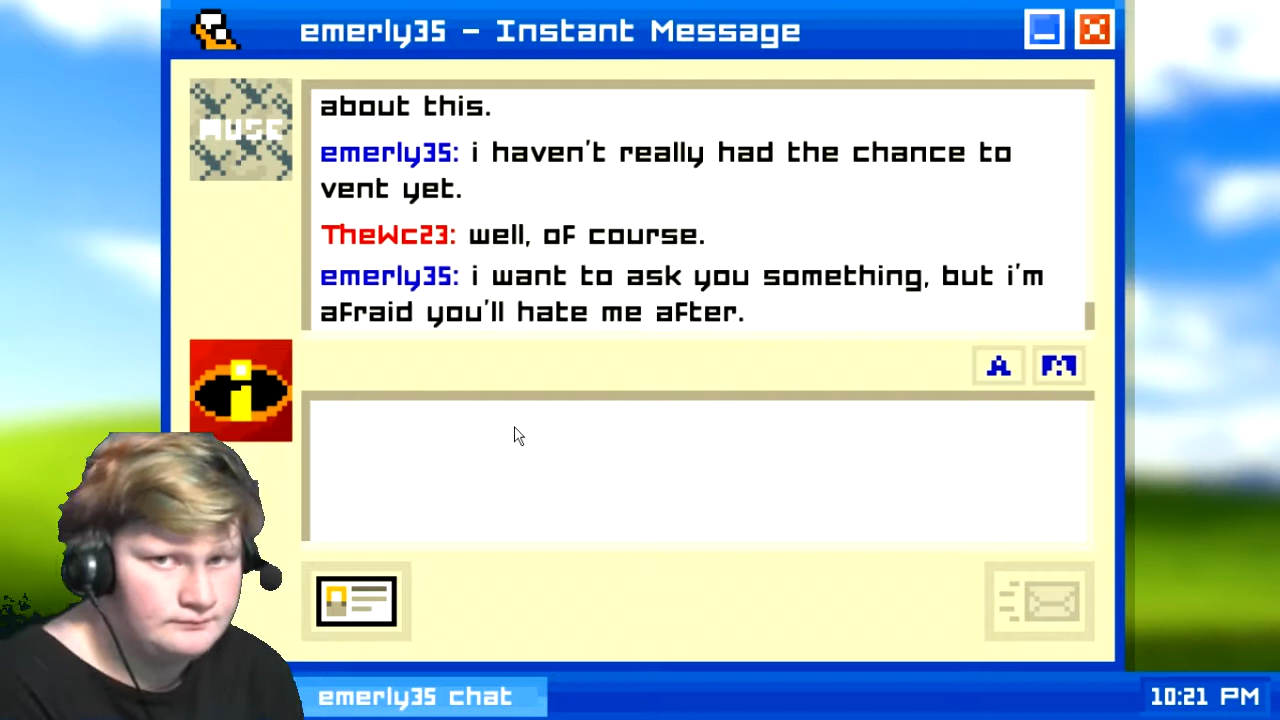 emerly35 - Instant Message
MUSE
about this.
emerly35: i haven't really had the chance to
vent yet.
TheWc23: well, of course.
emerly35: i want to ask you something, but i'm
afraid you'll hate me after.
A
i
emerly35 chat
10:21 PM